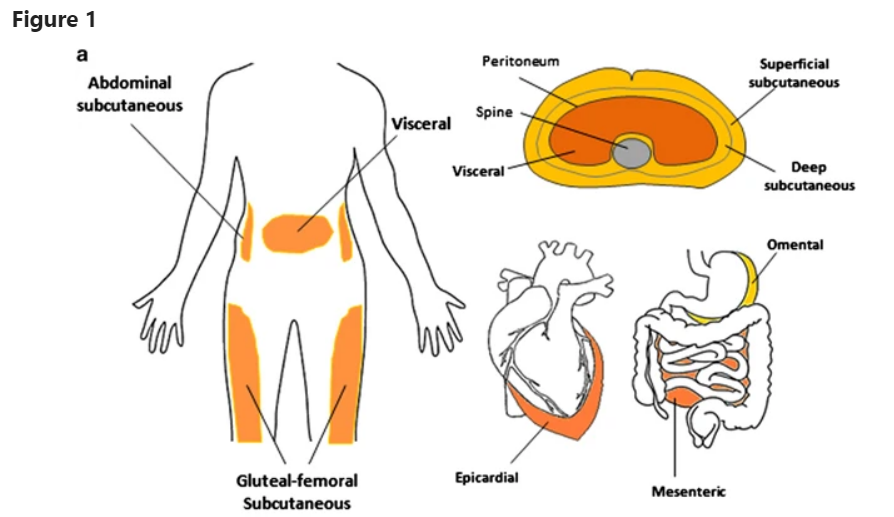 Figure 1
a
Abdominal
subcutaneous
Visceral
Gluteal-femoral
Subcutaneous
Peritoneum
Spine
Visceral
Superficial
subcutaneous
Deep
subcutaneous
Epicardial
Omental
Mesenteric